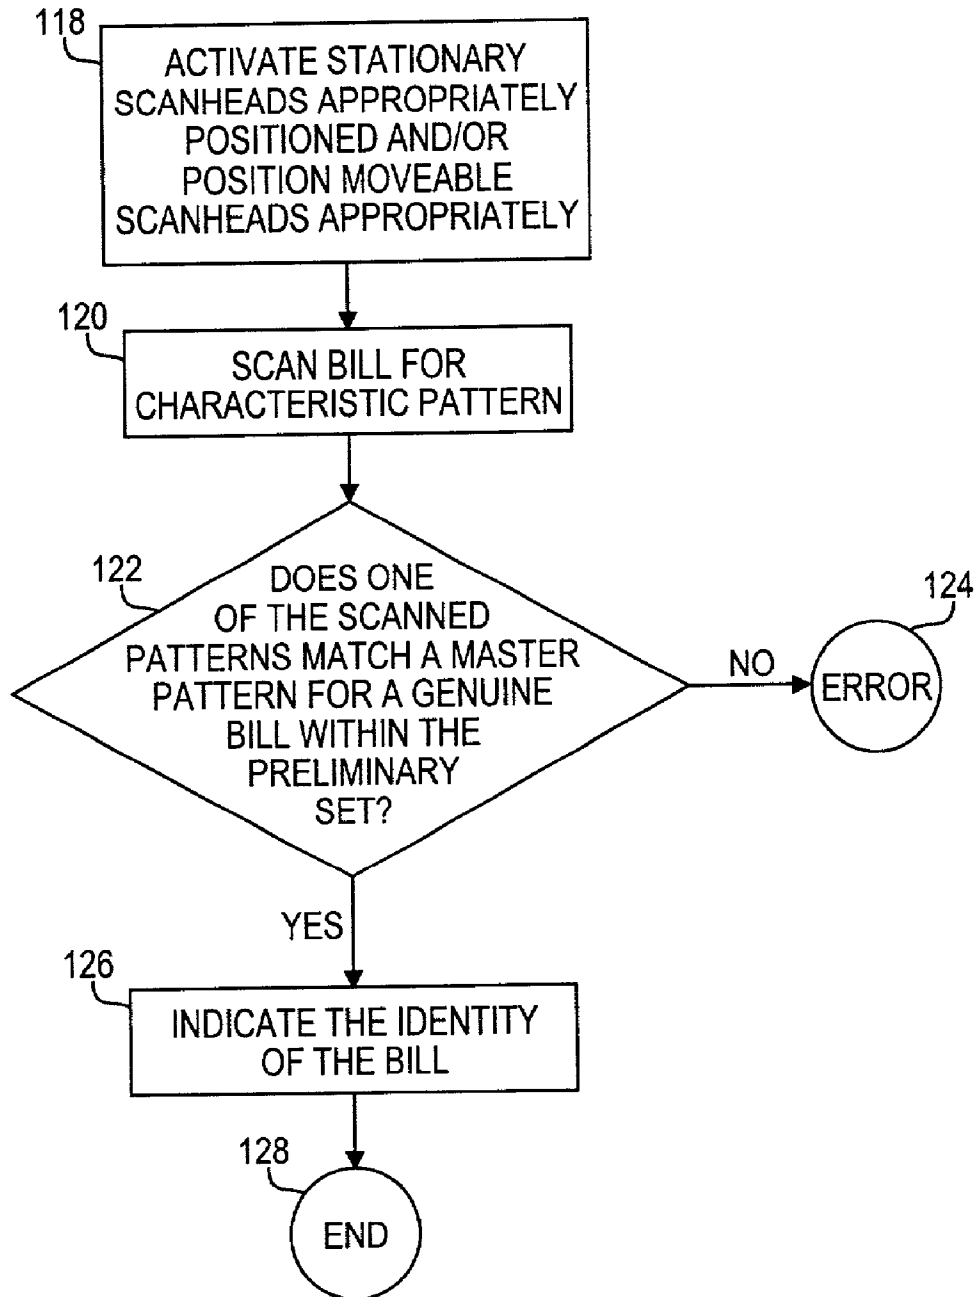 118
ACTIVATE STATIONARY
SCANHEADS APPROPRIATELY
POSITIONED AND/OR
POSITION MOVEABLE
SCANHEADS APPROPRIATELY
120
SCAN BILL FOR
CHARACTERISTIC PATTERN
122
DOES ONE
OF THE SCANNED
PATTERNS MATCH A MASTER
PATTERN FOR A GENUINE
BILL WITHIN THE
PRELIMINARY
SET?
NO
124
ERROR
YES
126
INDICATE THE IDENTITY
OF THE BILL
128
END